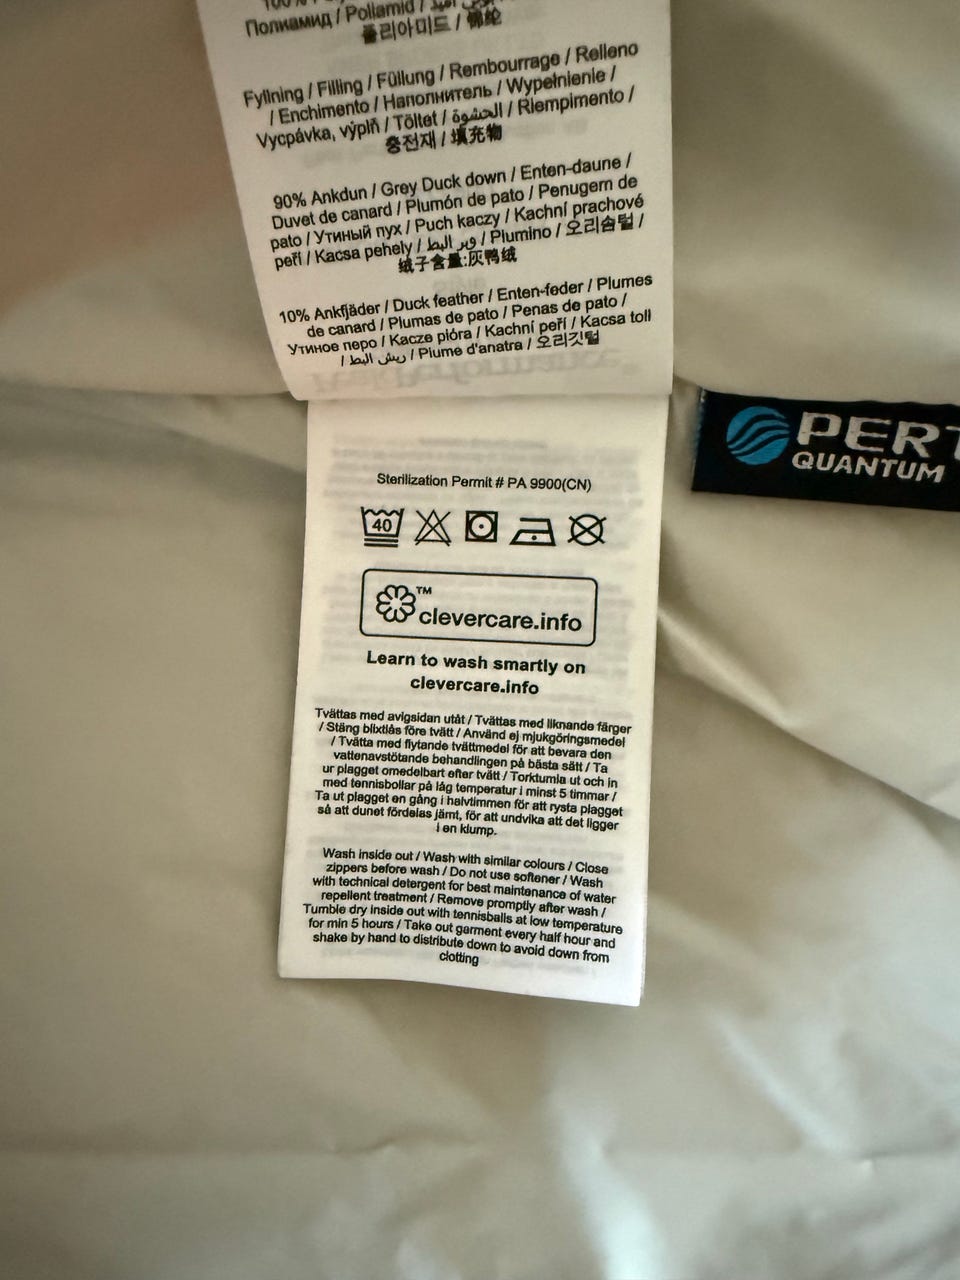 Полиамид / Poliamid /
폴리아미드 / 锦纶
Fyllning / Filling / Füllung / Rembourrage / Relleno
/ Enchimento / Наполнитель / Wypełnienie /
Vycpávka, výplň / Töltet / الحشوة / Riempimento /
충전재 / 填充物
90% Ankdun / Grey Duck down / Enten-daune /
Duvet de canard / Plumón de pato / Penugem de
pato / Утиный пух / Puch kaczy / Kachní prachové
peří / Kacsa pehely / وبر البط / Plumino / 오리솜털 /
绒子含量:灰鸭绒
10% Ankfjäder / Duck feather / Enten-feder / Plumes
de canard / Plumas de pato / Penas de pato /
Утиное перо / Kacze pióra / Kachní peří / Kacsa toll
/ ريش البط / Piume d'anatra / 오리깃털
PERT
QUANTUM
Sterilization Permit # PA 9900(CN)
40
™
clevercare.info
Learn to wash smartly on
clevercare.info
Tvättas med avigsidan utåt / Tvättas med liknande färger
/ Stäng blixtlås före tvätt / Använd ej mjukgöringsmedel
/ Tvätta med flytande tvättmedel för att bevara den
vattenavstötande behandlingen på bästa sätt / Ta
ur plagget omedelbart efter tvätt / Torktumla ut och in
med tennisbollar på låg temperatur i minst 5 timmar /
Ta ut plagget en gång i halvtimmen för att rysta plagget
så att dunet fördelas jämt, för att undvika att det ligger
i en klump.
Wash inside out / Wash with similar colours / Close
zippers before wash / Do not use softener / Wash
with technical detergent for best maintenance of water
repellent treatment / Remove promptly after wash /
Tumble dry inside out with tennisballs at low temperature
for min 5 hours / Take out garment every half hour and
shake by hand to distribute down to avoid down from
clotting